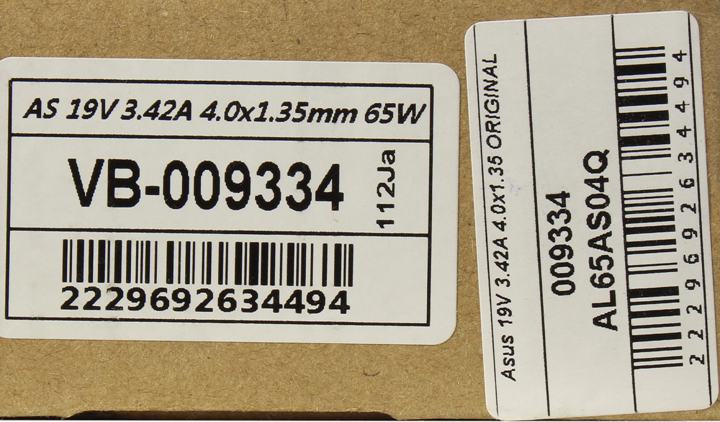 AS 19V 3.42A 4.0x1.35mm 65W
VB-009334
112Ja
2229692634494
Asus 19V 3.42A 4.0x1.35 ORIGINAL
009334
AL65AS04Q
2229692634494